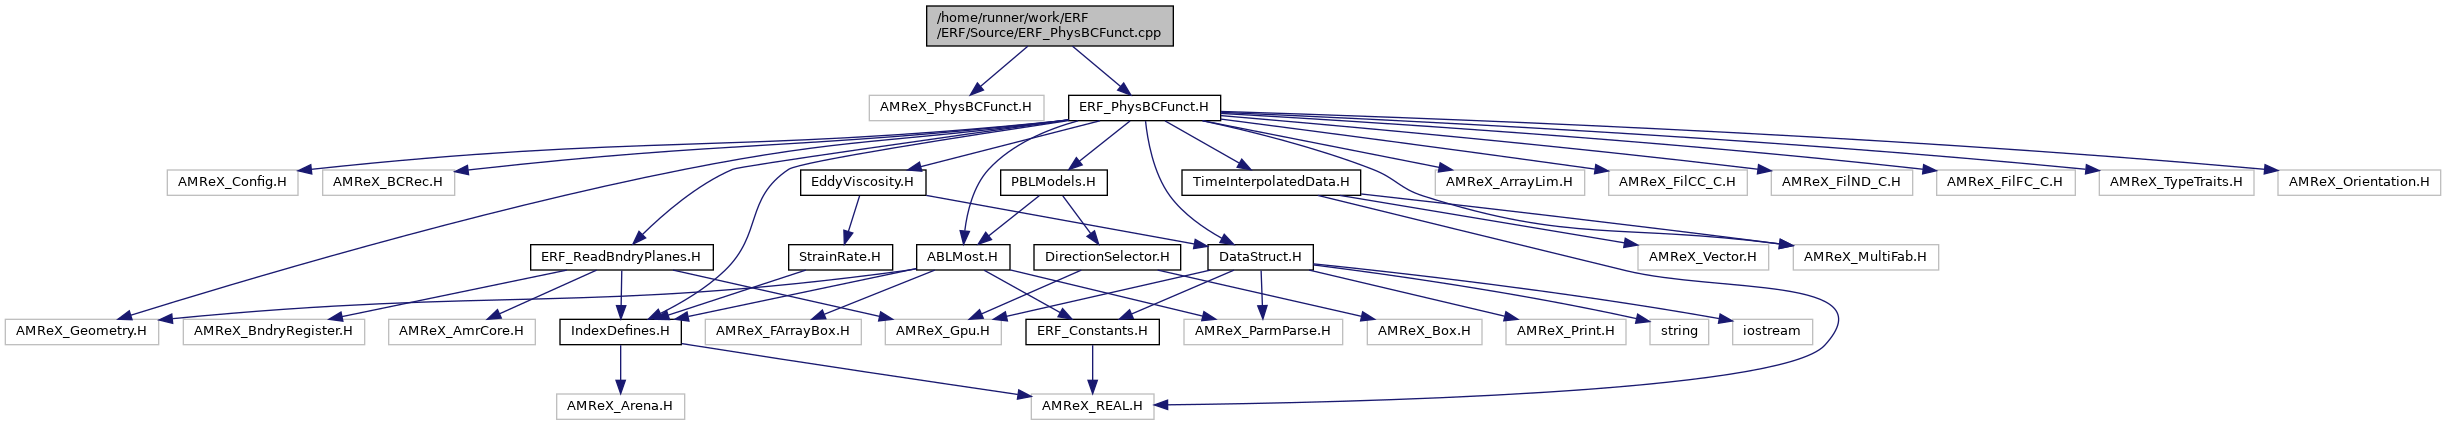 /home/runner/work/ERF
/ERF/Source/ERF_PhysBCFunct.cpp
AMReX_PhysBCFunct.H
ERF_PhysBCFunct.H
AMReX_Config.H
AMReX_BCRec.H
EddyViscosity.H
PBLModels.H
TimeInterpolatedData.H
AMReX_ArrayLim.H
AMReX_FilCC_C.H
AMReX_FilND_C.H
AMReX_FilFC_C.H
AMReX_TypeTraits.H
AMReX_Orientation.H
ERF_ReadBndryPlanes.H
StrainRate.H
ABLMost.H
DirectionSelector.H
DataStruct.H
AMReX_Vector.H
AMReX_MultiFab.H
AMReX_Geometry.H
AMReX_BndryRegister.H
AMReX_AmrCore.H
IndexDefines.H
AMReX_FArrayBox.H
AMReX_Gpu.H
ERF_Constants.H
AMReX_ParmParse.H
AMReX_Box.H
AMReX_Print.H
string
iostream
AMReX_Arena.H
AMReX_REAL.H